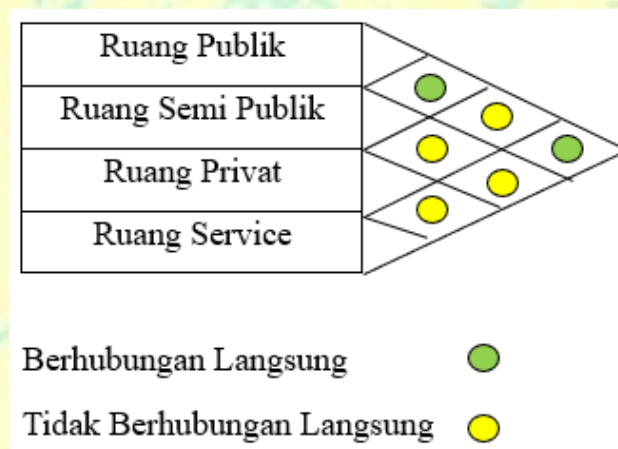 Ruang Publik
Ruang Semi Publik
Ruang Privat
Ruang Service
Berhubungan Langsung
Tidak Berhubungan Langsung